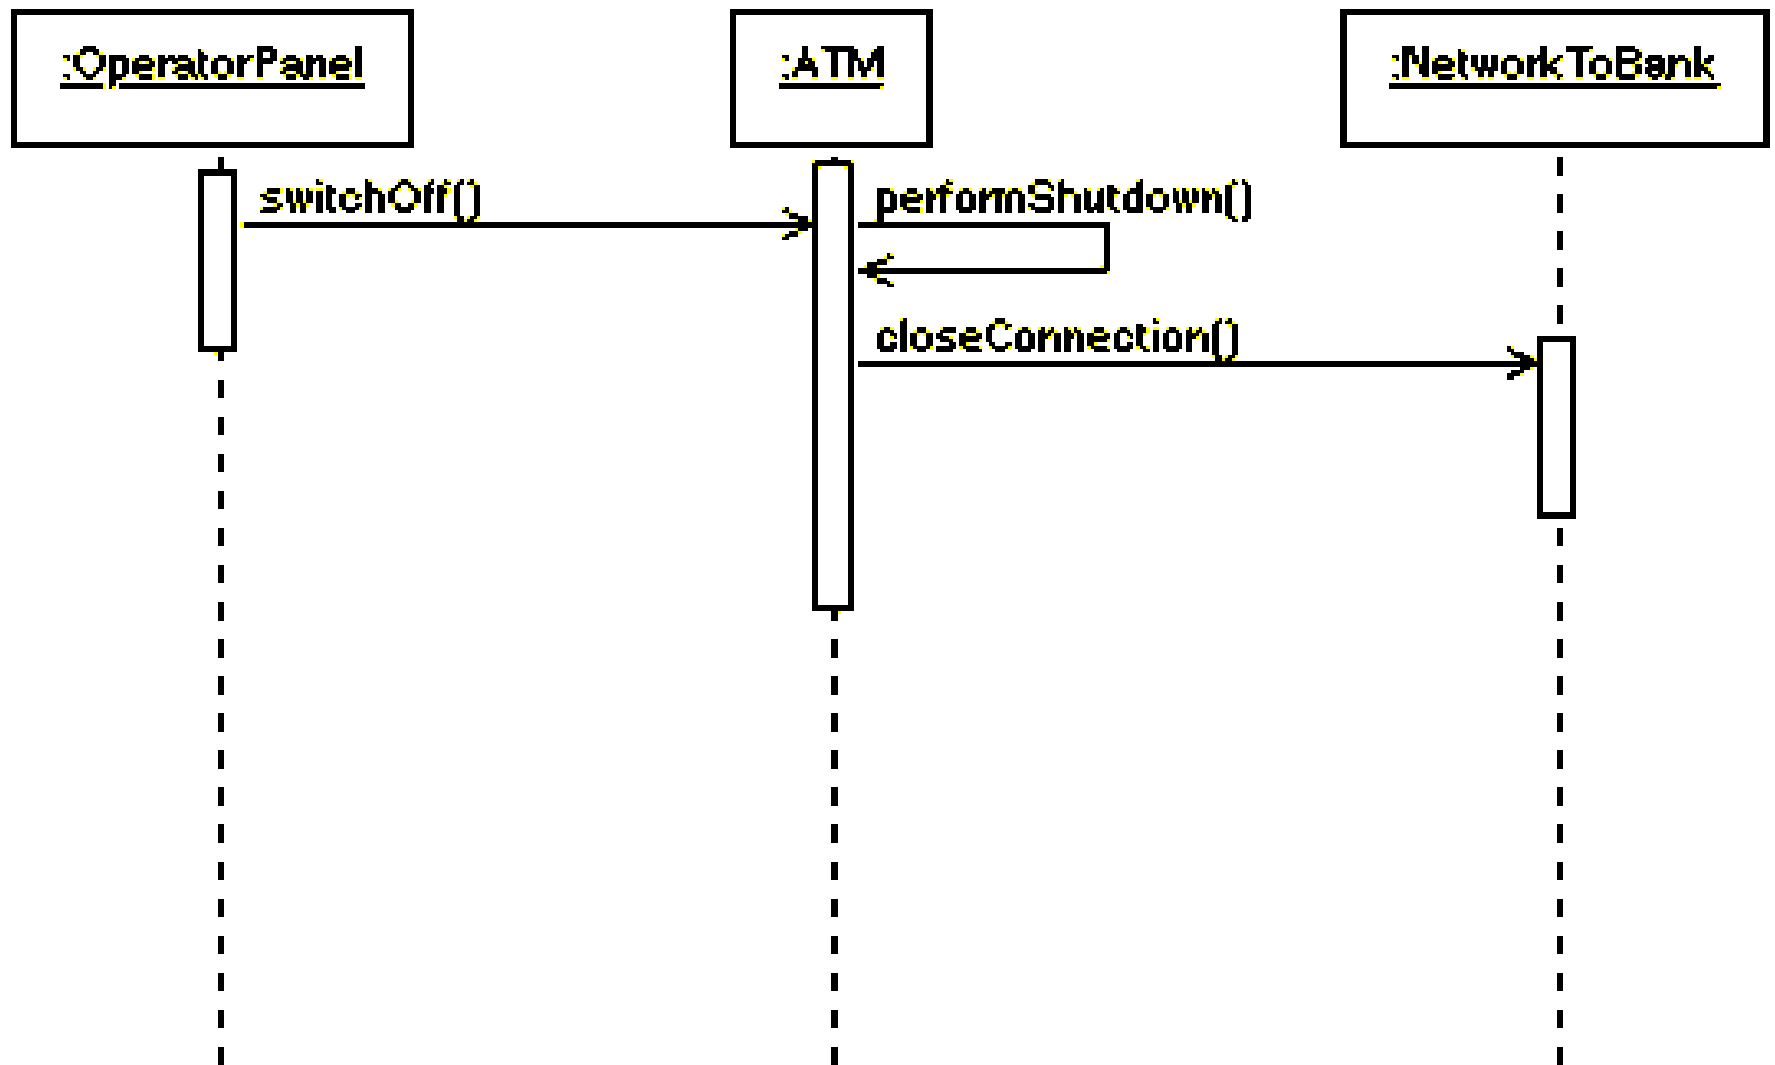 :OperatorPanel
:ATM
:NetworkToBank
switchOff()
performShutdown()
closeConnection()